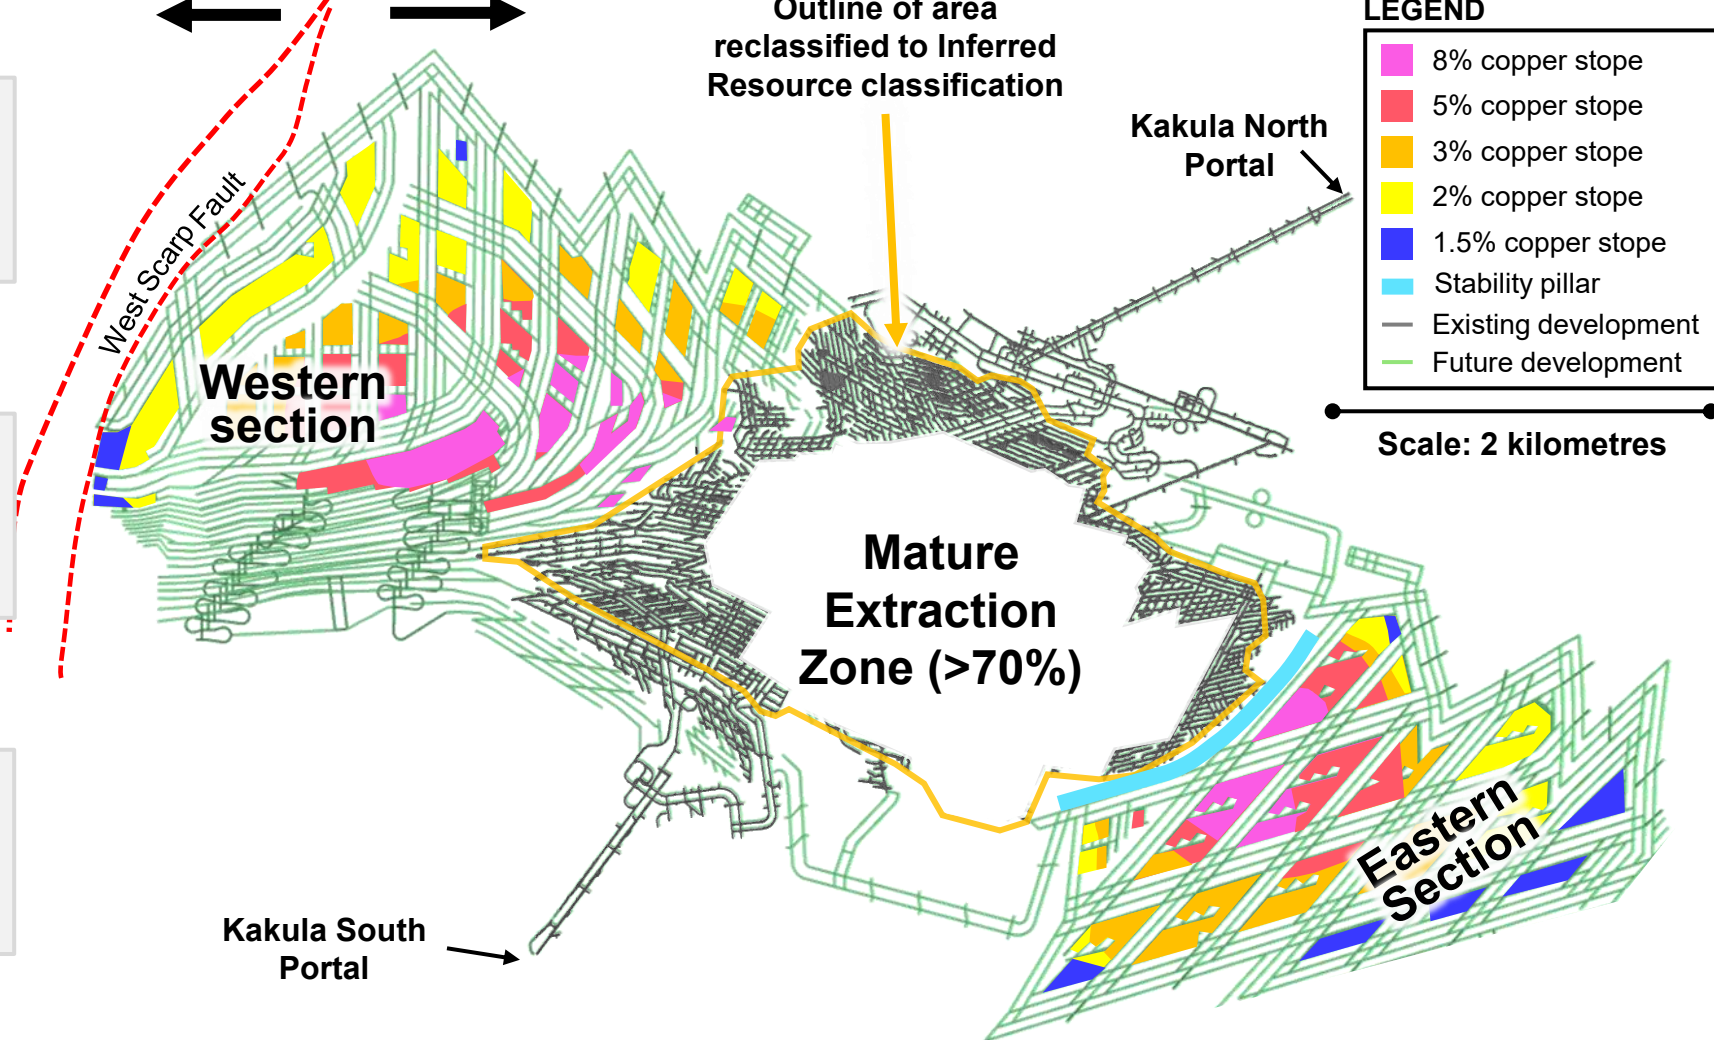 Outline of area
reclassified to Inferred
Resource classification
LEGEND
8% copper stope
5% copper stope
3% copper stope
2% copper stope
1.5% copper stope
Stability pillar
Existing development
Future development
Scale: 2 kilometres
Kakula North
Portal
West Scarp Fault
Western
section
Mature
Extraction
Zone (>70%)
Eastern
Section
Kakula South
Portal